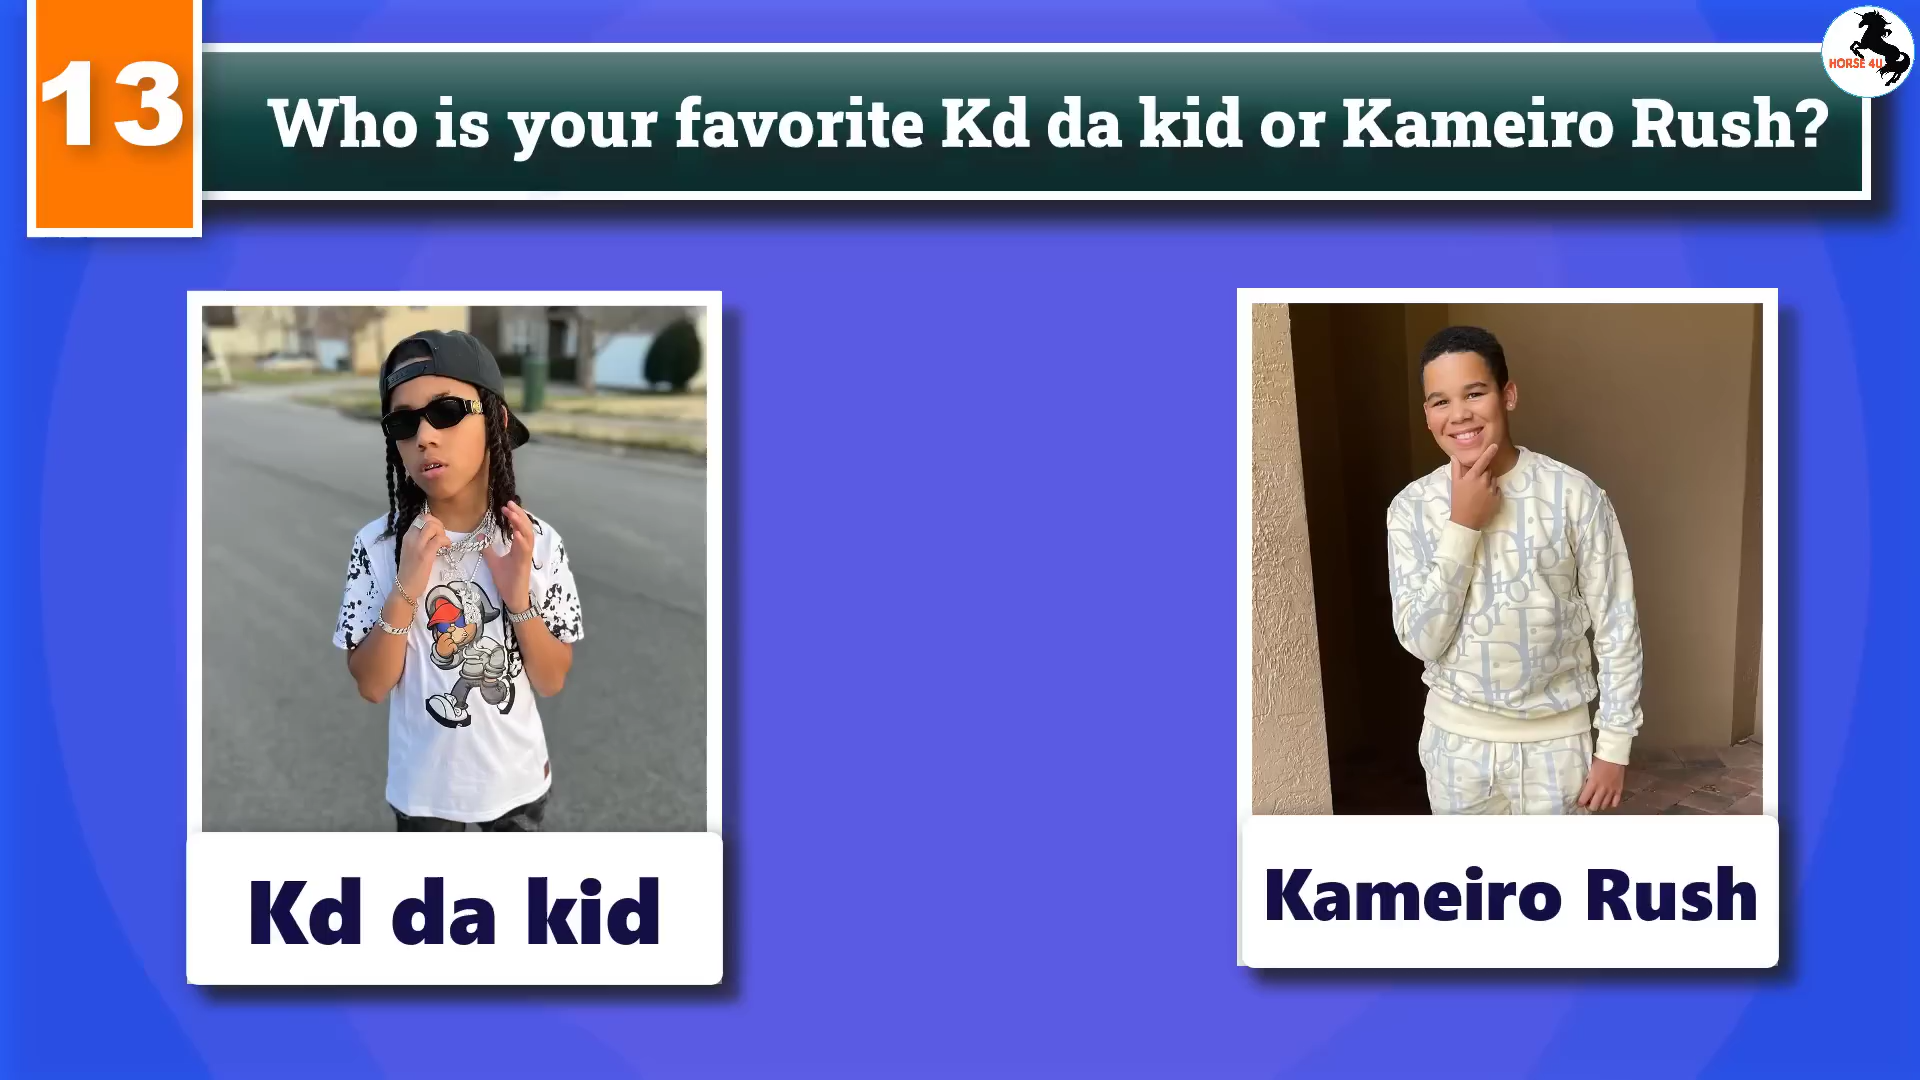 13
Who is your favorite Kd da kid or Kameiro Rush?
HORSE 4U
Kd da kid
Kameiro Rush